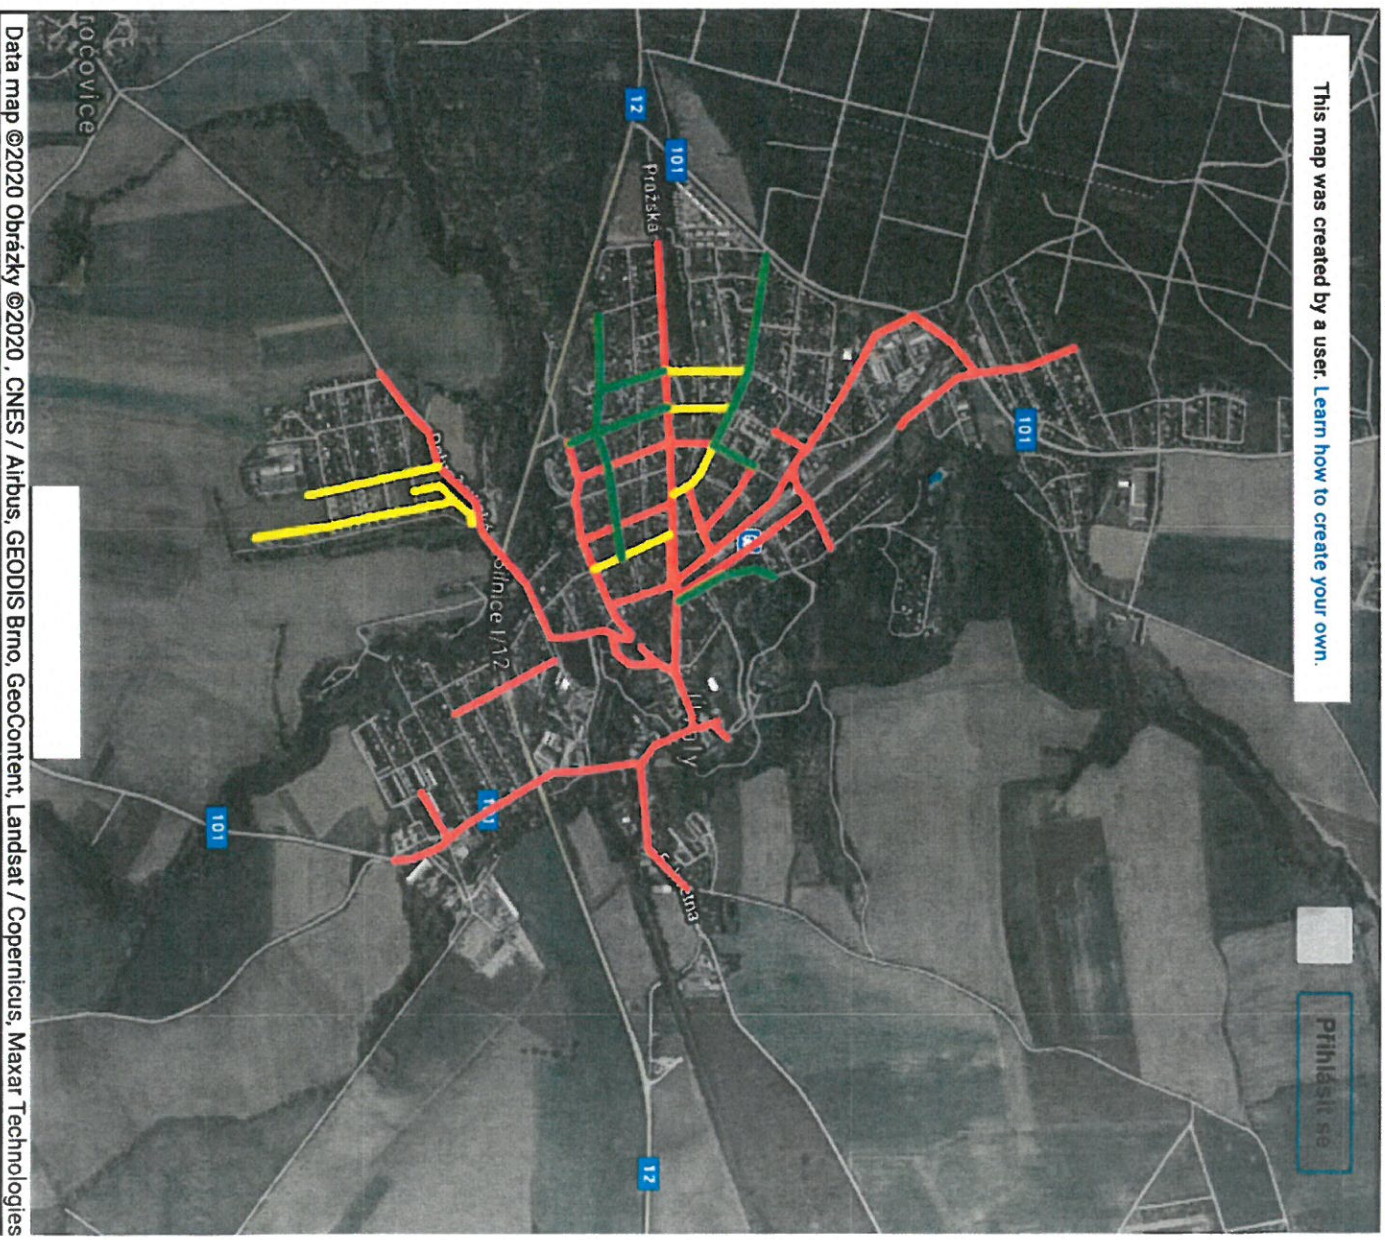 This map was created by a user. Learn how to create your own.
Přihlásit se
12
101
Pražská
101
Silnice I/12
101
12
Data map ©2020 Obrázky ©2020 , CNES / Airbus, GEODIS Brno, GeoContent, Landsat / Copernicus, Maxar Technologies